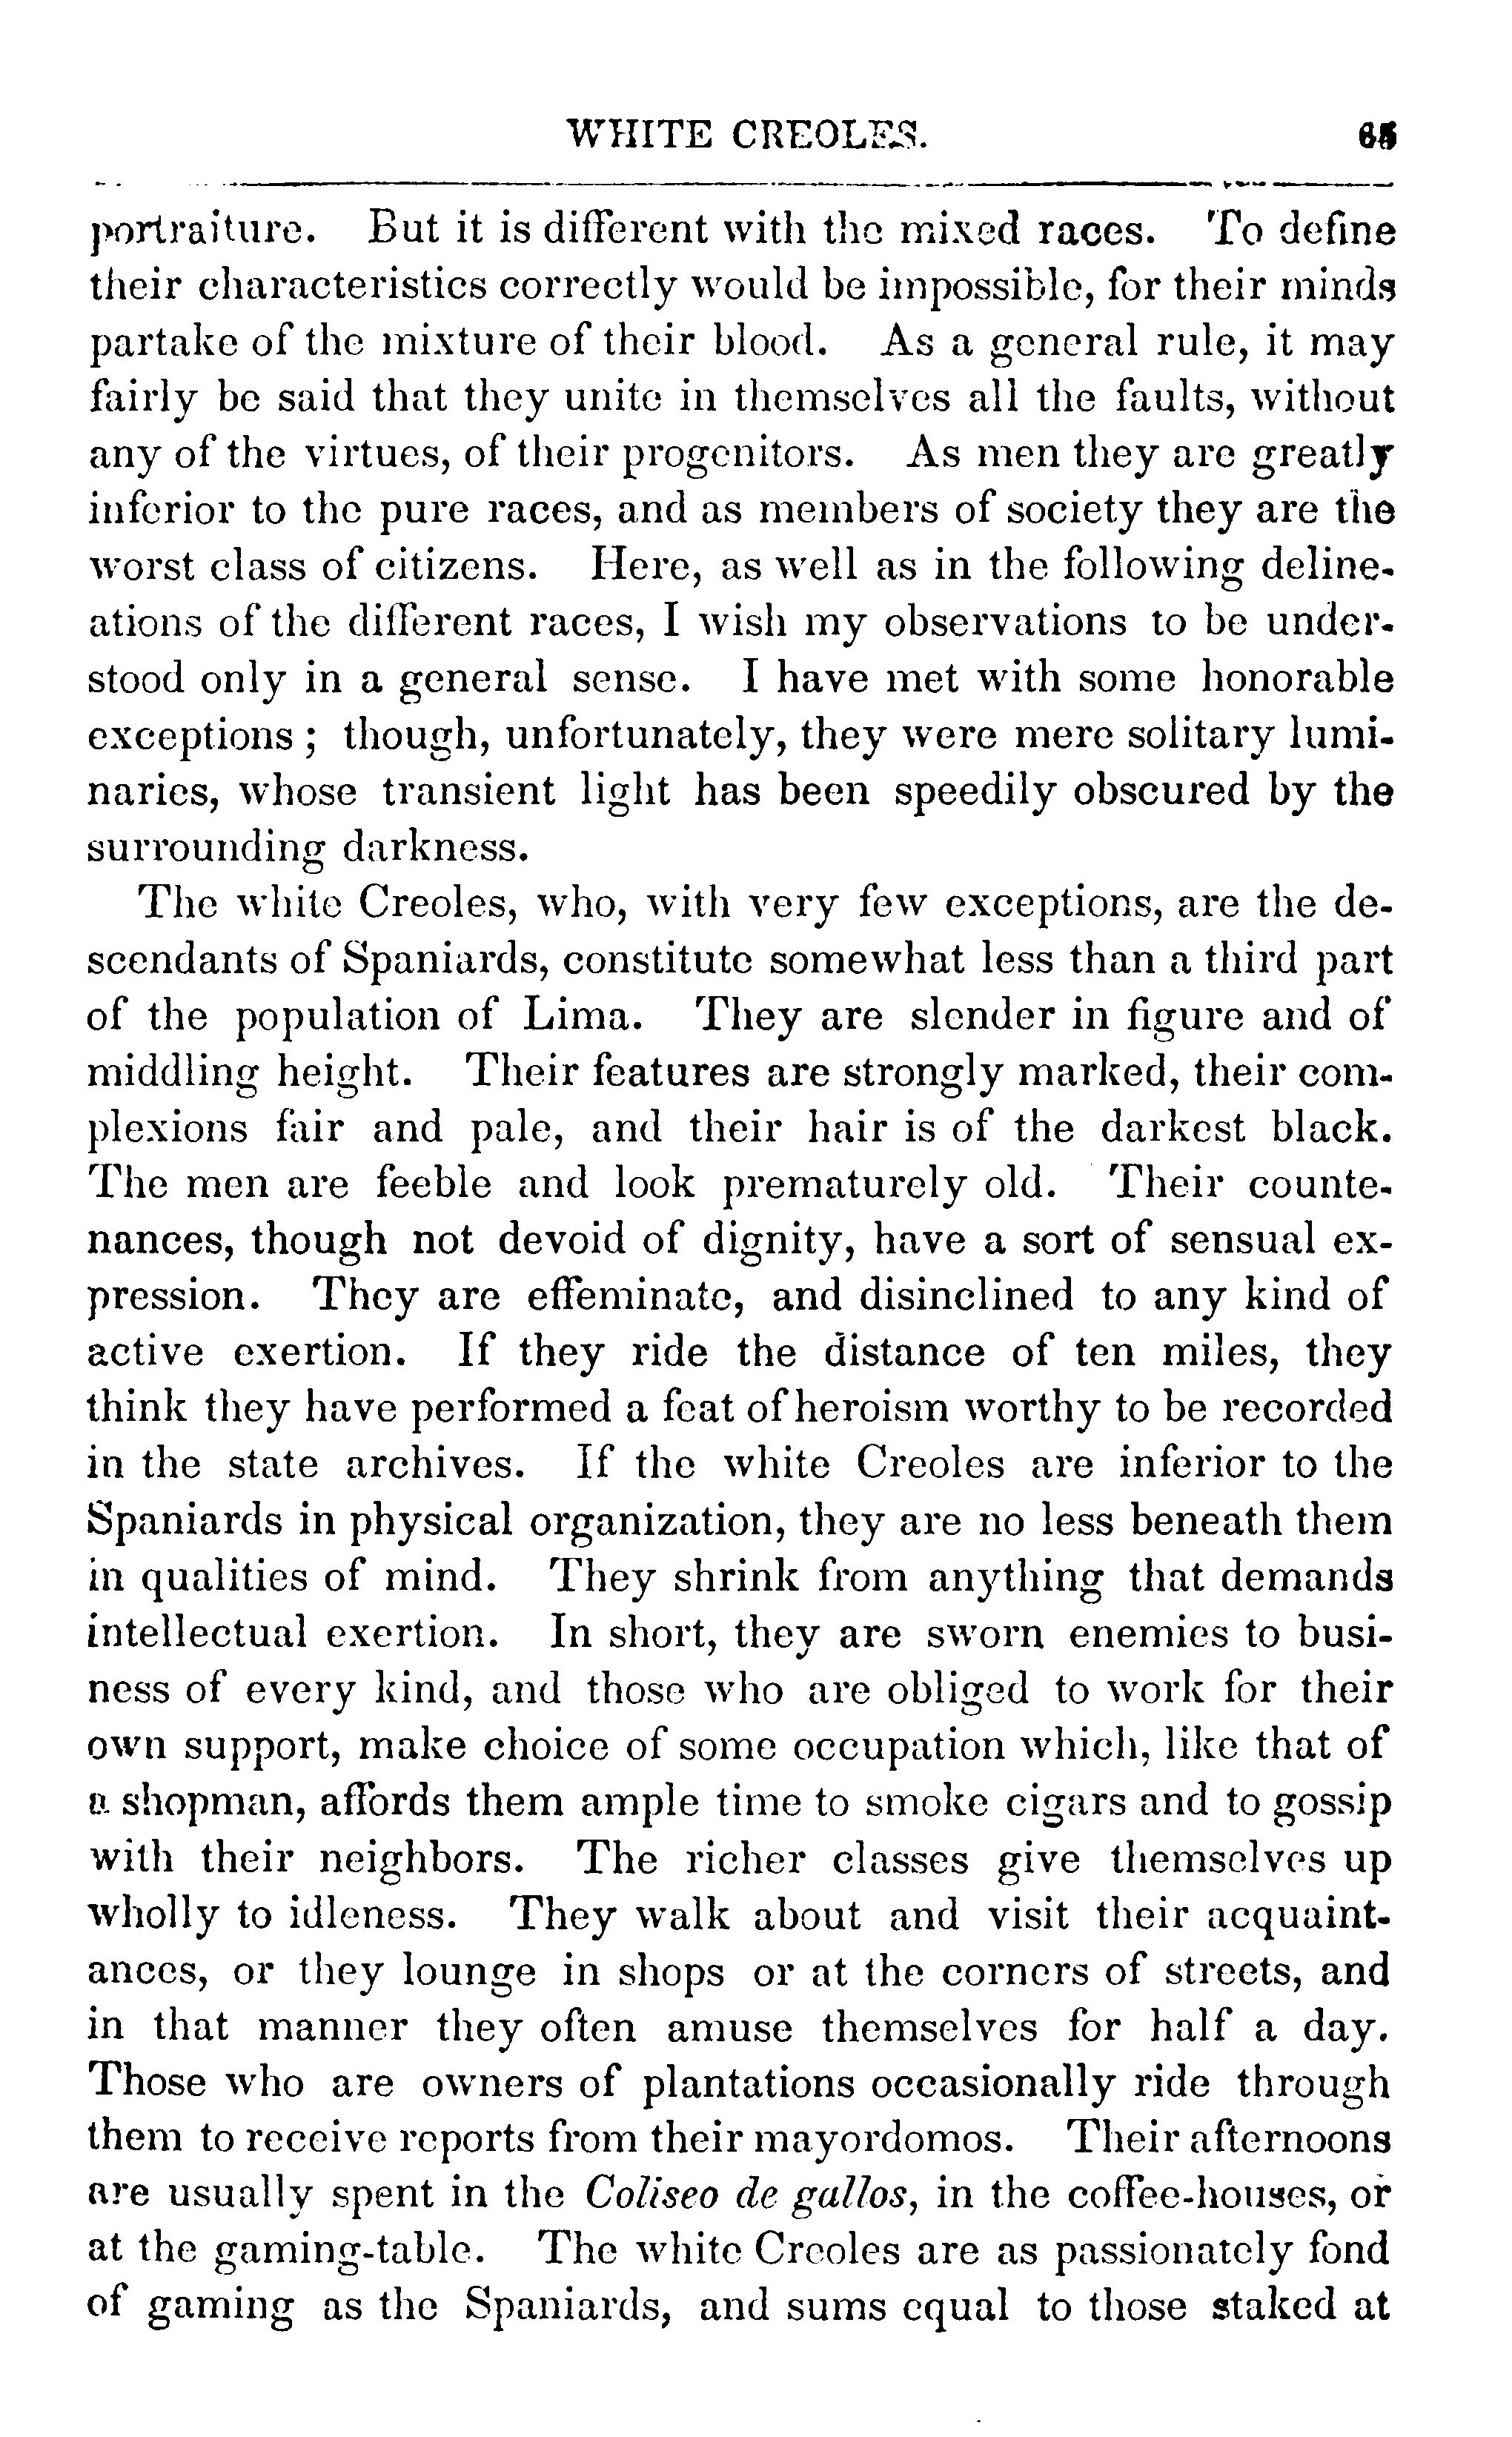 WHITE CREOLES. 65
portraiture. But it is different with the mixed races. To define
their characteristics correctly would be impossible, for their minds
partake of the mixture of their blood. As a general rule, it may
fairly be said that they unite in themselves all the faults, without
any of the virtues, of their progenitors. As men they are greatly
inferior to the pure races, and as members of society they are the
worst class of citizens. Here, as well as in the following deline-
ations of the different races, I wish my observations to be under-
stood only in a general sense. I have met with some honorable
exceptions; though, unfortunately, they were mere solitary lumi-
naries, whose transient light has been speedily obscured by the
surrounding darkness.
The white Creoles, who, with very few exceptions, are the de-
scendants of Spaniards, constitute somewhat less than a third part
of the population of Lima. They are slender in figure and of
middling height. Their features are strongly marked, their com-
plexions fair and pale, and their hair is of the darkest black.
The men are feeble and look prematurely old. Their counte-
nances, though not devoid of dignity, have a sort of sensual ex-
pression. They are effeminate, and disinclined to any kind of
active exertion. If they ride the distance of ten miles, they
think they have performed a feat of heroism worthy to be recorded
in the state archives. If the white Creoles are inferior to the
Spaniards in physical organization, they are no less beneath them
in qualities of mind. They shrink from anything that demands
intellectual exertion. In short, they are sworn enemies to busi-
ness of every kind, and those who are obliged to work for their
own support, make choice of some occupation which, like that of
a shopman, affords them ample time to smoke cigars and to gossip
with their neighbors. The richer classes give themselves up
wholly to idleness. They walk about and visit their acquaint-
ances, or they lounge in shops or at the corners of streets, and
in that manner they often amuse themselves for half a day.
Those who are owners of plantations occasionally ride through
them to receive reports from their mayordomos. Their afternoons
are usually spent in the Coliseo de gallos, in the coffee-houses, or
at the gaming-table. The white Creoles are as passionately fond
of gaming as the Spaniards, and sums equal to those staked at